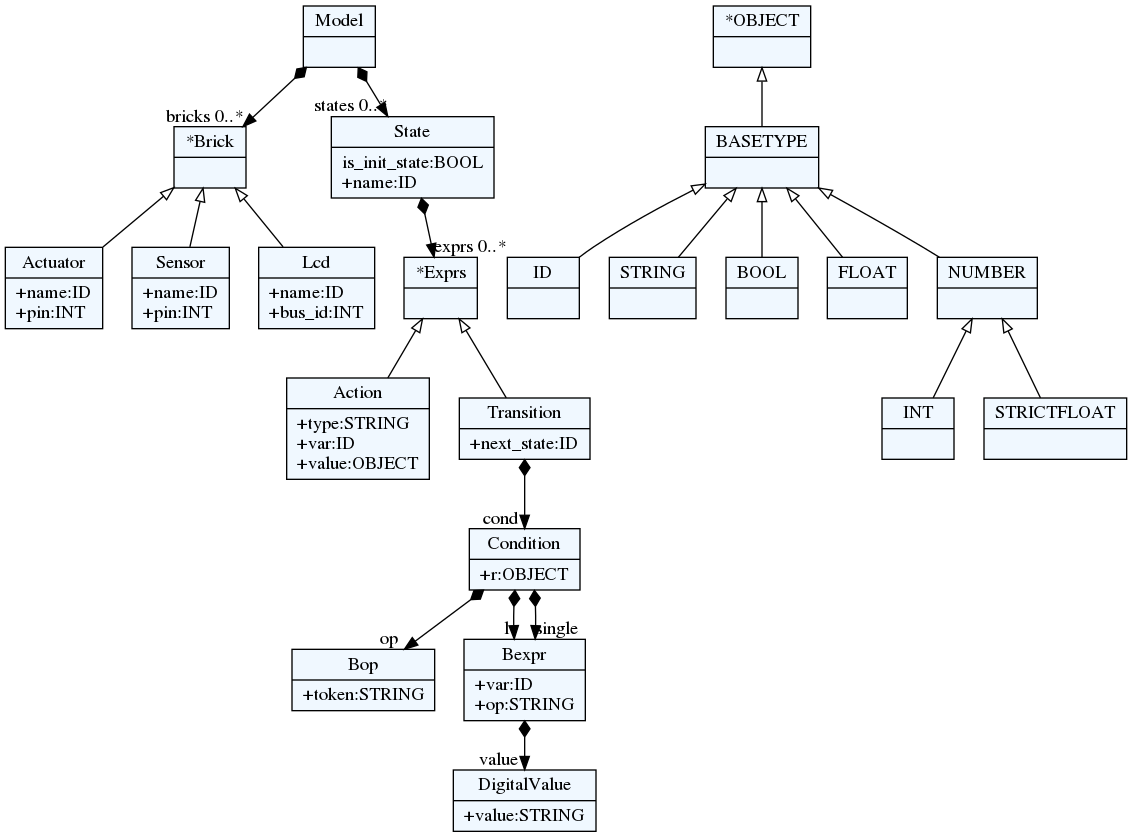 Model
*OBJECT
bricks 0..*
states 0..*
*Brick
State
is_init_state:BOOL
+name:ID
BASETYPE
exprs 0..*
Actuator
+name:ID
+pin:INT
Sensor
+name:ID
+pin:INT
Lcd
+name:ID
+bus_id:INT
*Exprs
ID
STRING
BOOL
FLOAT
NUMBER
Action
+type:STRING
+var:ID
+value:OBJECT
Transition
+next_state:ID
INT
STRICTFLOAT
cond
Condition
+r:OBJECT
op
single
Bop
+token:STRING
Bexpr
+var:ID
+op:STRING
value
DigitalValue
+value:STRING